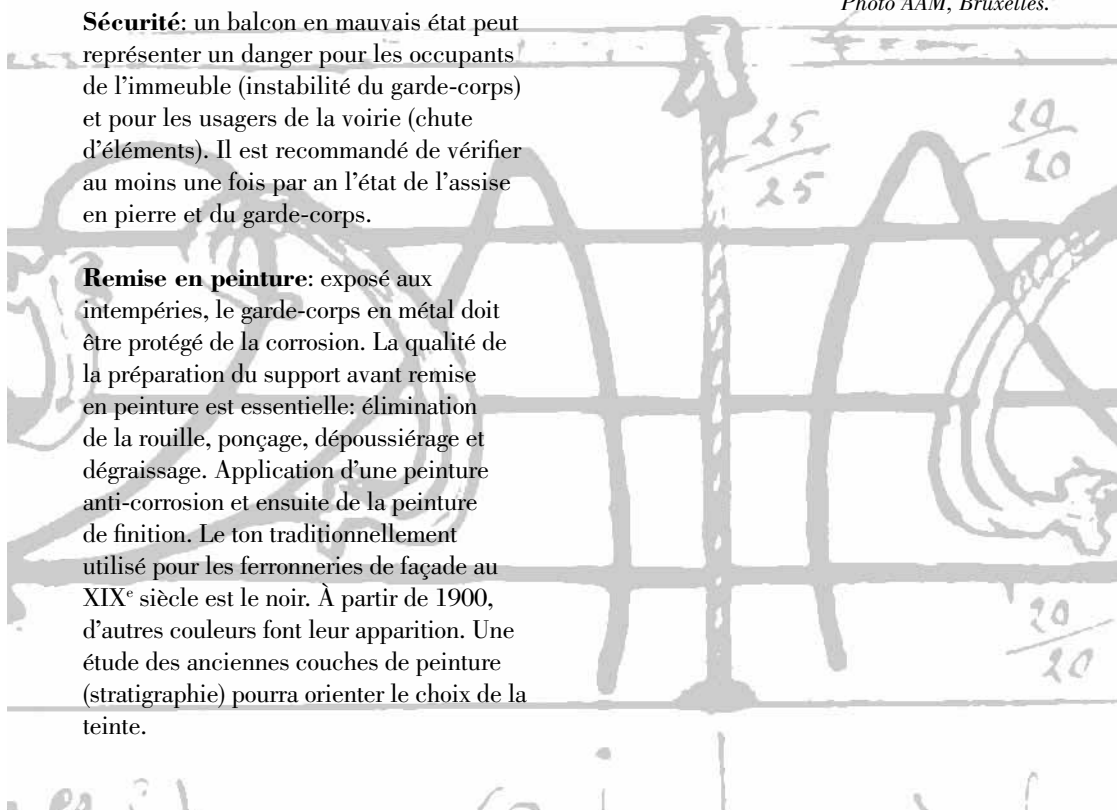 Photo AAM, Bruxelles.
Sécurité: un balcon en mauvais état peut
représenter un danger pour les occupants
de l’immeuble (instabilité du garde-corps)
et pour les usagers de la voirie (chute
d’éléments). Il est recommandé de vérifier
au moins une fois par an l’état de l’assise
en pierre et du garde-corps.
Remise en peinture: exposé aux
intempéries, le garde-corps en métal doit
être protégé de la corrosion. La qualité de
la préparation du support avant remise
en peinture est essentielle: élimination
de la rouille, ponçage, dépoussiérage et
dégraissage. Application d’une peinture
anti-corrosion et ensuite de la peinture
de finition. Le ton traditionnellement
utilisé pour les ferronneries de façade au
XIXe siècle est le noir. À partir de 1900,
d’autres couleurs font leur apparition. Une
étude des anciennes couches de peinture
(stratigraphie) pourra orienter le choix de la
teinte.
25
25
20
20
20
20